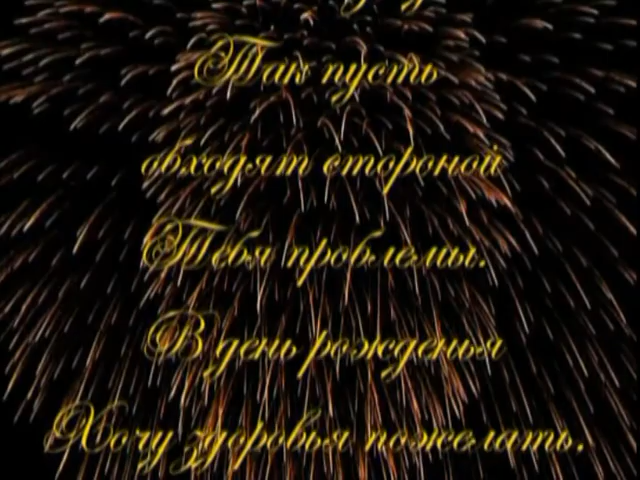 Так пусть
обходят стороной
Тебя проблемы.
В день рожденья
Хочу здоровья пожелать,